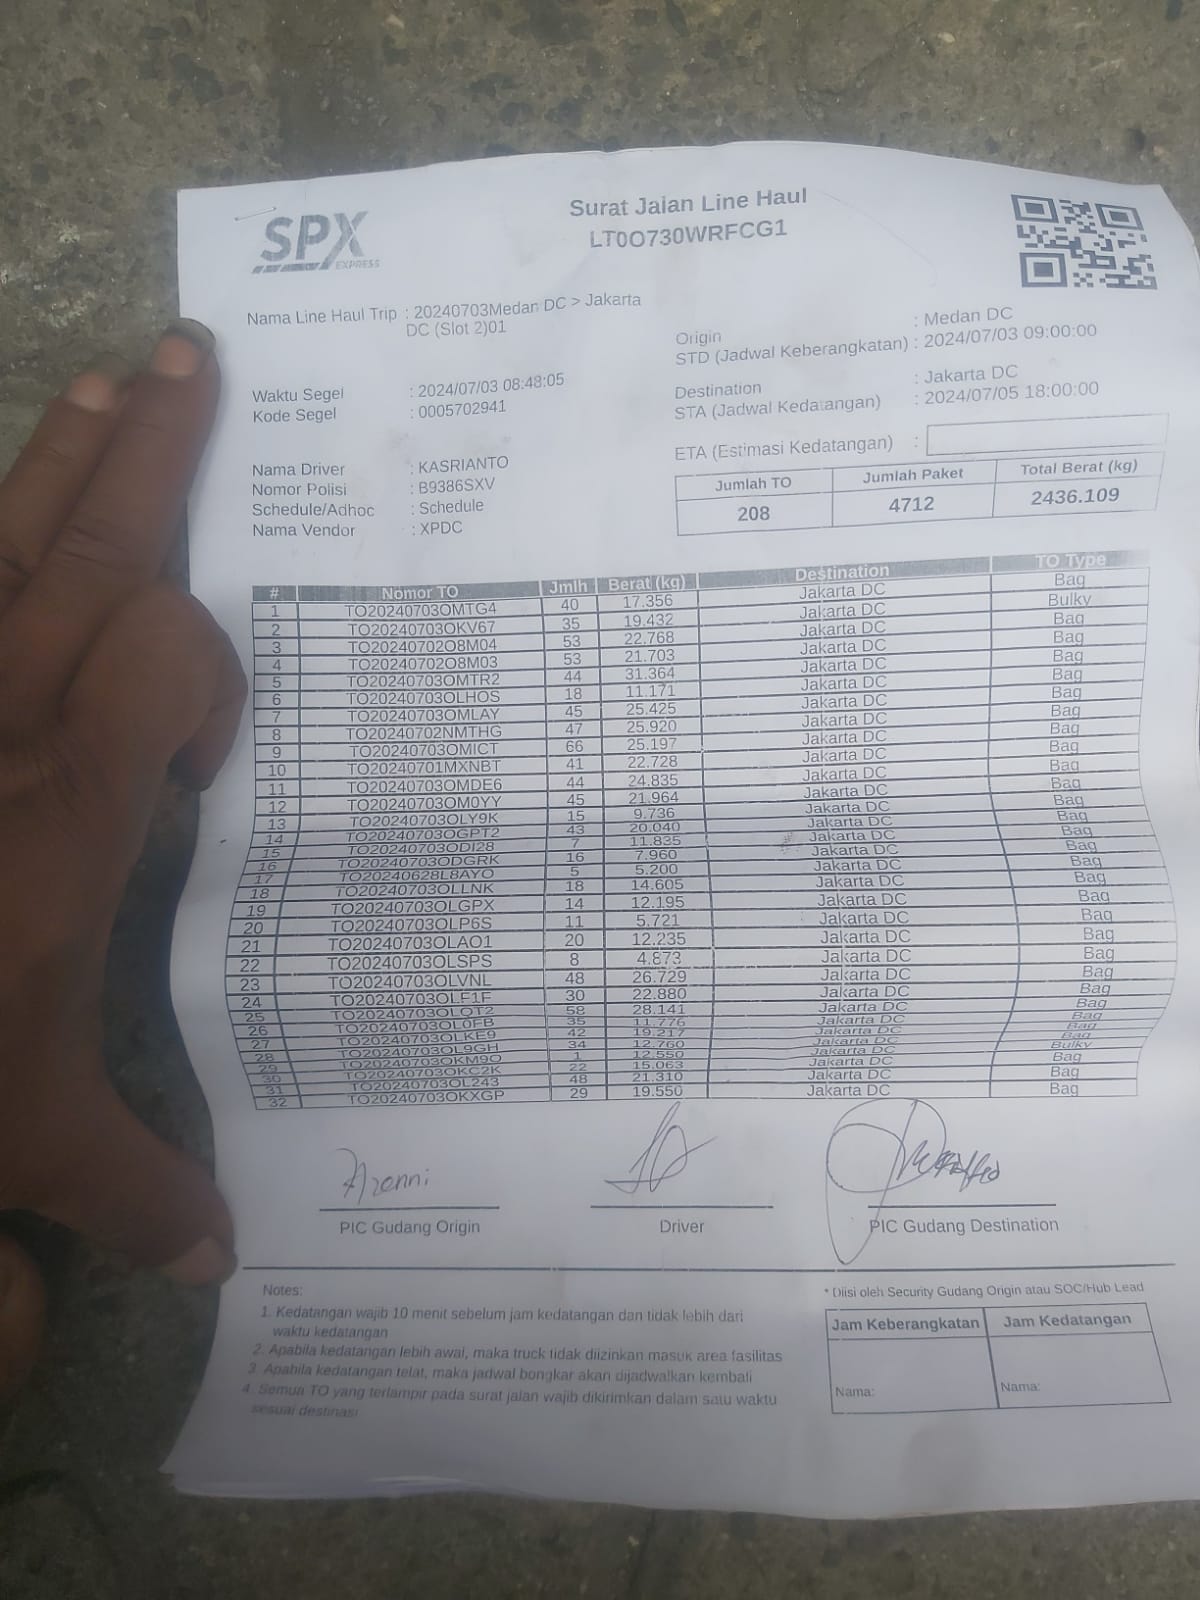 SPX
EXPRESS
Surat Jalan Line Haul
LT0O730WRFCG1
Nama Line Haul Trip : 20240703Medan DC > Jakarta
DC (Slot 2)01
Waktu Segel : 2024/07/03 08:48:05
Kode Segel : 0005702941
Nama Driver : KASRIANTO
Nomor Polisi : B9386SXV
Schedule/Adhoc : Schedule
Nama Vendor : XPDC
Origin : Medan DC
STD (Jadwal Keberangkatan) : 2024/07/03 09:00:00
Destination : Jakarta DC
STA (Jadwal Kedatangan) : 2024/07/05 18:00:00
ETA (Estimasi Kedatangan) :
Jumlah TO Jumlah Paket Total Berat (kg)
208 4712 2436.109
# Nomor TO Jmlh Berat (kg) Destination TO Type
1 TO20240703OMTG4 40 17.356 Jakarta DC Bag
2 TO20240703OKV67 35 19.432 Jakarta DC Bulky
3 TO20240702O8M04 53 22.768 Jakarta DC Bag
4 TO20240702O8M03 53 21.703 Jakarta DC Bag
5 TO20240703OMTR2 44 31.364 Jakarta DC Bag
6 TO20240703OLHOS 18 11.171 Jakarta DC Bag
7 TO20240703OMLAY 45 25.425 Jakarta DC Bag
8 TO20240702NMTHG 47 25.920 Jakarta DC Bag
9 TO20240703OMICT 66 25.197 Jakarta DC Bag
10 TO20240701MXNBT 41 22.728 Jakarta DC Bag
11 TO20240703OMDE6 44 24.835 Jakarta DC Bag
12 TO20240703OM0YY 45 21.964 Jakarta DC Bag
13 TO20240703OLY9K 15 9.736 Jakarta DC Bag
14 TO20240703OGPT2 43 20.040 Jakarta DC Bag
15 TO20240703ODI28 7 11.835 Jakarta DC Bag
16 TO20240703ODGRK 16 7.960 Jakarta DC Bag
17 TO20240628L8AYO 5 5.200 Jakarta DC Bag
18 TO20240703OLLNK 18 14.605 Jakarta DC Bag
19 TO20240703OLGPX 14 12.195 Jakarta DC Bag
20 TO20240703OLP6S 11 5.721 Jakarta DC Bag
21 TO20240703OLAO1 20 12.235 Jakarta DC Bag
22 TO20240703OLSPS 8 4.873 Jakarta DC Bag
23 TO20240703OLVNL 48 26.729 Jakarta DC Bag
24 TO20240703OLF1F 30 22.880 Jakarta DC Bag
25 TO20240703OLQT2 58 28.141 Jakarta DC Bag
26 TO20240703OL0FB 35 11.776 Jakarta DC Bag
27 TO20240703OLKE9 42 19.217 Jakarta DC Bag
28 TO20240703OL9GH 34 12.760 Jakarta DC Bag
29 TO20240703OKM9O 1 12.550 Jakarta DC Bulky
30 TO20240703OKC2K 22 15.063 Jakarta DC Bag
31 TO20240703OL243 48 21.310 Jakarta DC Bag
32 TO20240703OKXGP 29 19.550 Jakarta DC Bag
PIC Gudang Origin Driver PIC Gudang Destination
Notes:
1. Kedatangan wajib 10 menit sebelum jam kedatangan dan tidak lebih dari
waktu kedatangan
2. Apabila kedatangan lebih awal, maka truck tidak diizinkan masuk area fasilitas
3. Apabila kedatangan telat, maka jadwal bongkar akan dijadwalkan kembali
4. Semua TO yang terlampir pada surat jalan wajib dikirimkan dalam satu waktu
sesuai destinasi
* Diisi oleh Security Gudang Origin atau SOC/Hub Lead
Jam Keberangkatan Jam Kedatangan
Nama: Nama: